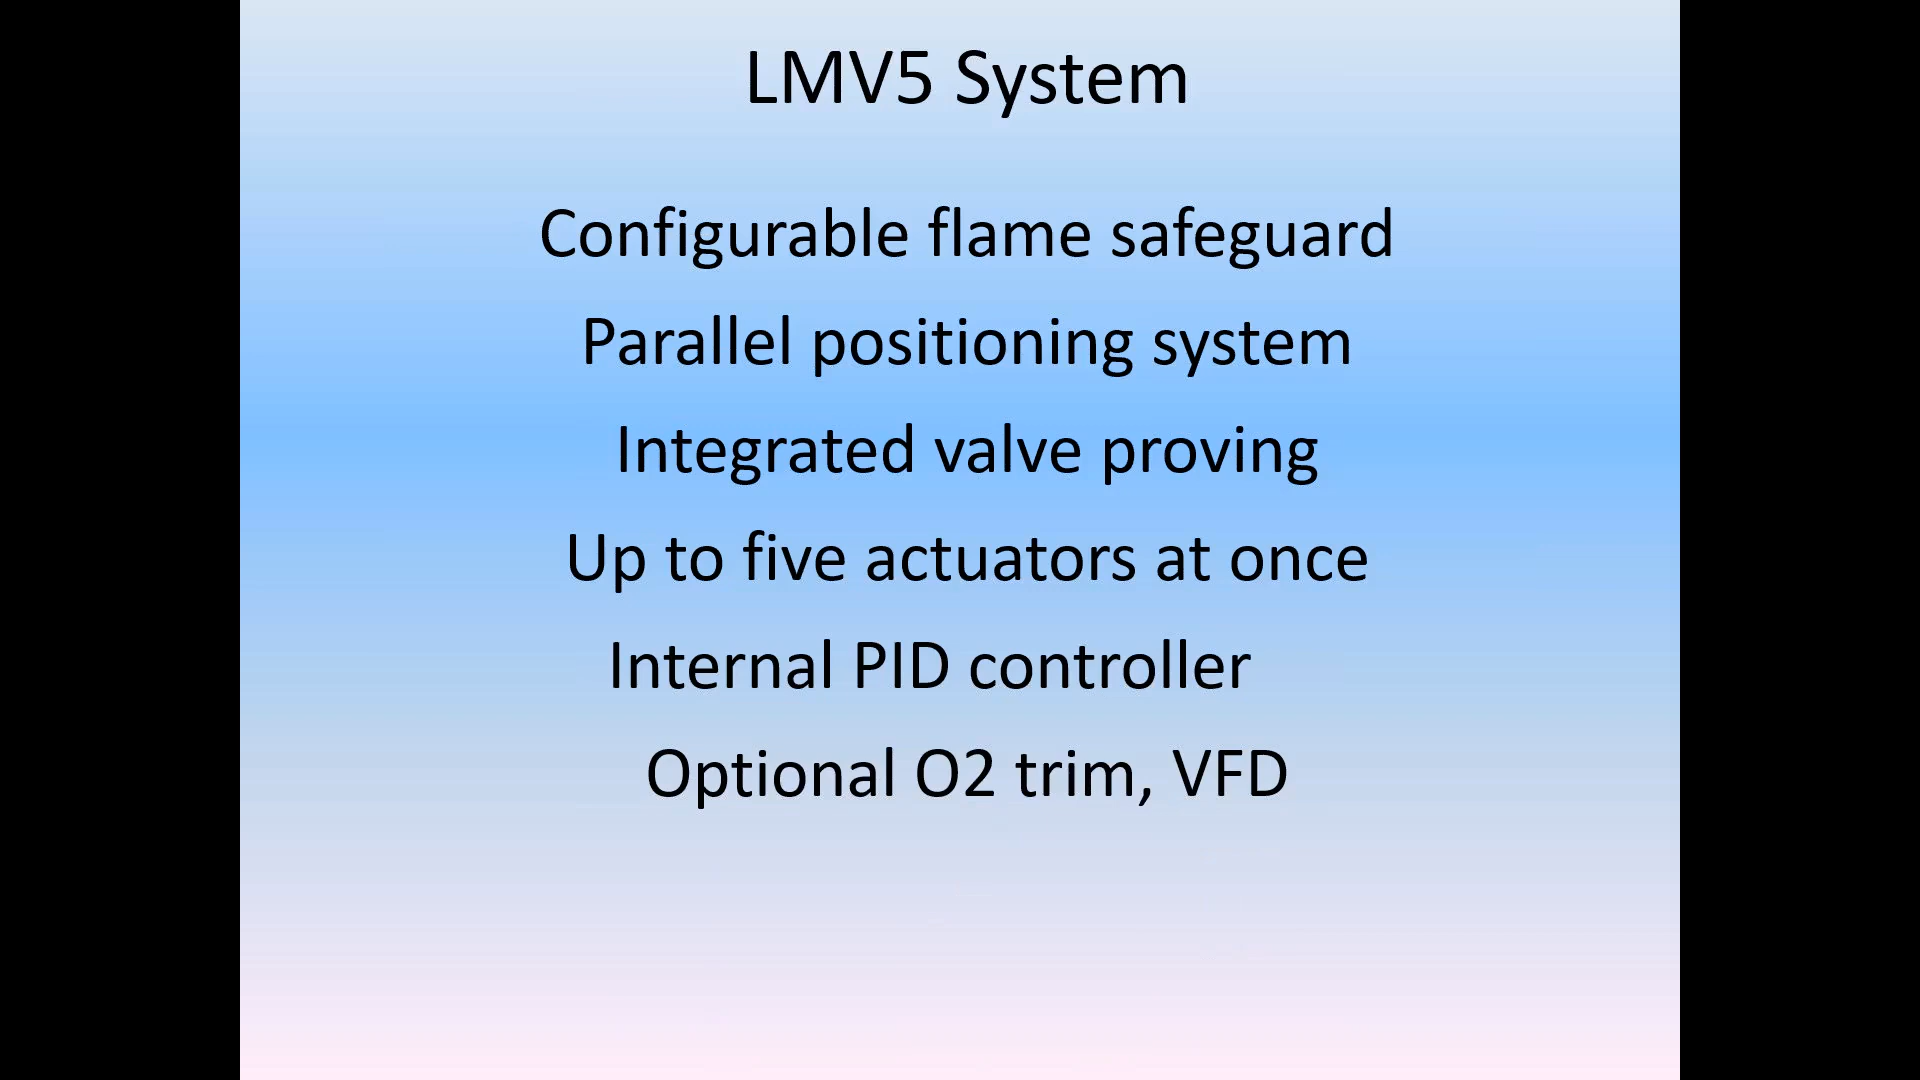 LMV5 System
Configurable flame safeguard
Parallel positioning system
Integrated valve proving
Up to five actuators at once
Internal PID controller
Optional O2 trim, VFD